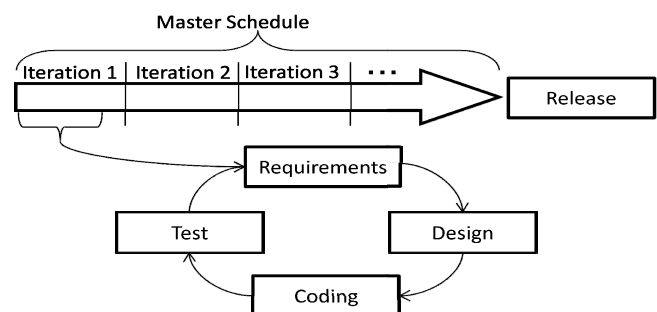 Master Schedule
Iteration 1 Iteration 2 Iteration 3 ...
Release
Requirements
Test Design
Coding